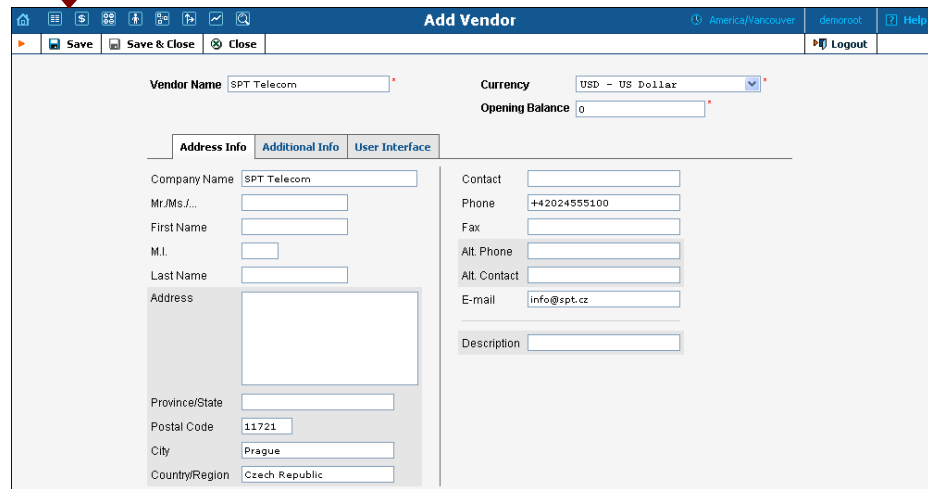 Add Vendor America/Vancouver demoroot ? Help
Save Save & Close Close Logout
Vendor Name SPT Telecom * Currency USD - US Dollar *
Opening Balance 0 *
Address Info Additional Info User Interface
Company Name SPT Telecom Contact
Mr./Ms./... Phone +42024555100
First Name Fax
M.I. Alt. Phone
Last Name Alt. Contact
Address E-mail info@spt.cz
Description
Province/State
Postal Code 11721
City Prague
Country/Region Czech Republic